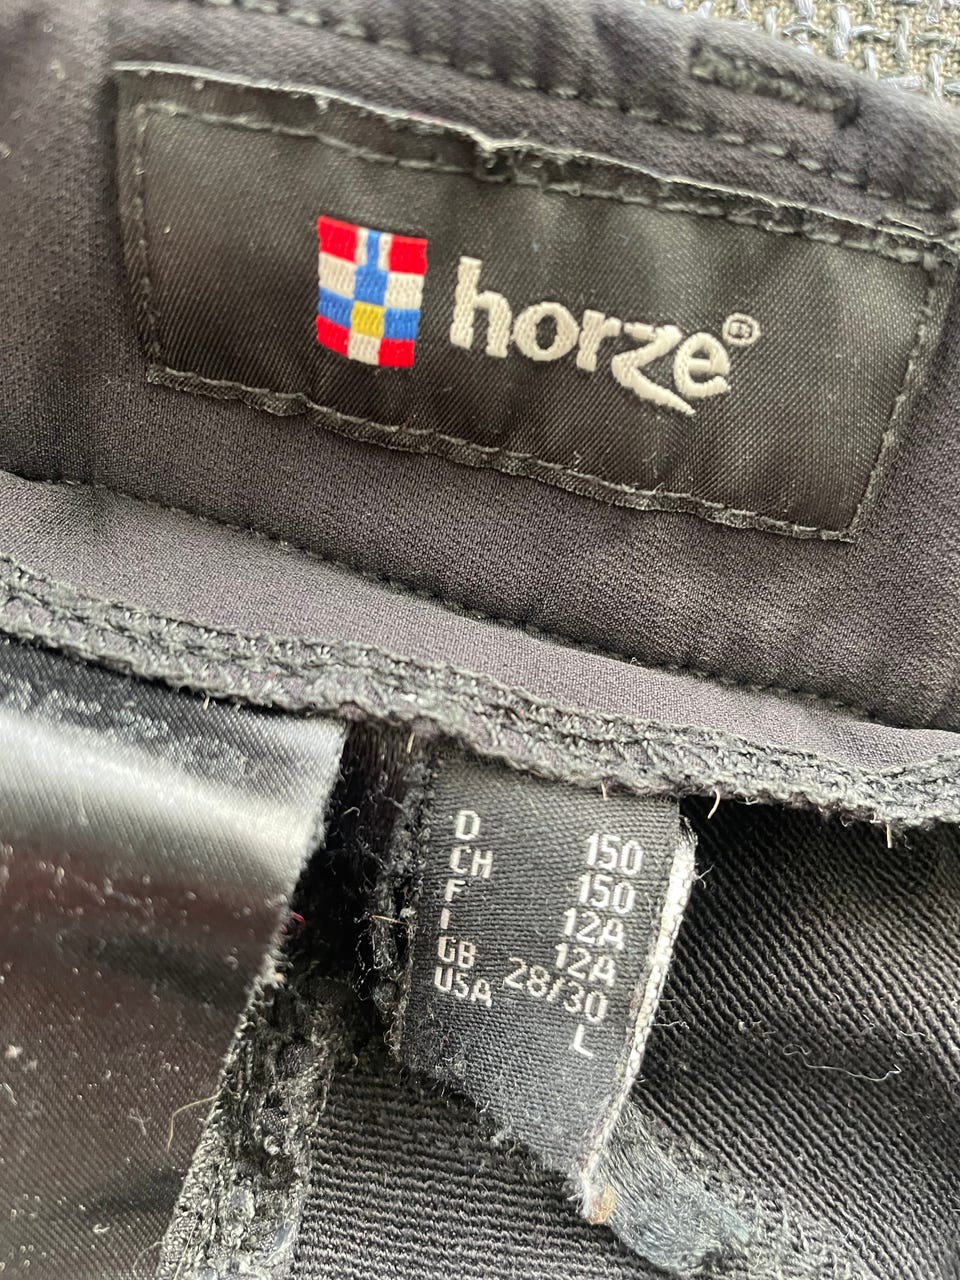 horze®
D 150
CH 150
F 12A
I 12A
GB 28/30
USA L